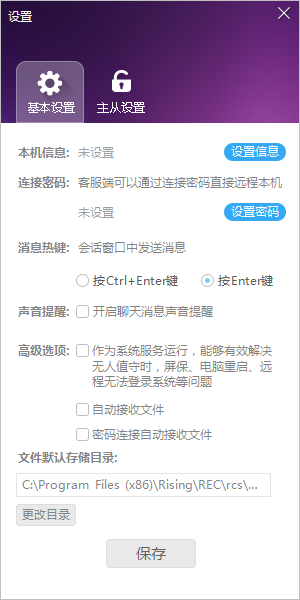 设置
基本设置 主从设置
本机信息: 未设置 设置信息
连接密码: 客服端可以通过连接密码直接远程本机
未设置 设置密码
消息热键: 会话窗口中发送消息
按Ctrl+Enter键 按Enter键
声音提醒: 开启聊天消息声音提醒
高级选项: 作为系统服务运行，能够有效解决
无人值守时，屏保、电脑重启、远
程无法登录系统等问题
自动接收文件
密码连接自动接收文件
文件默认存储目录:
C:\Program Files (x86)\Rising\REC\rcs\...
更改目录
保存